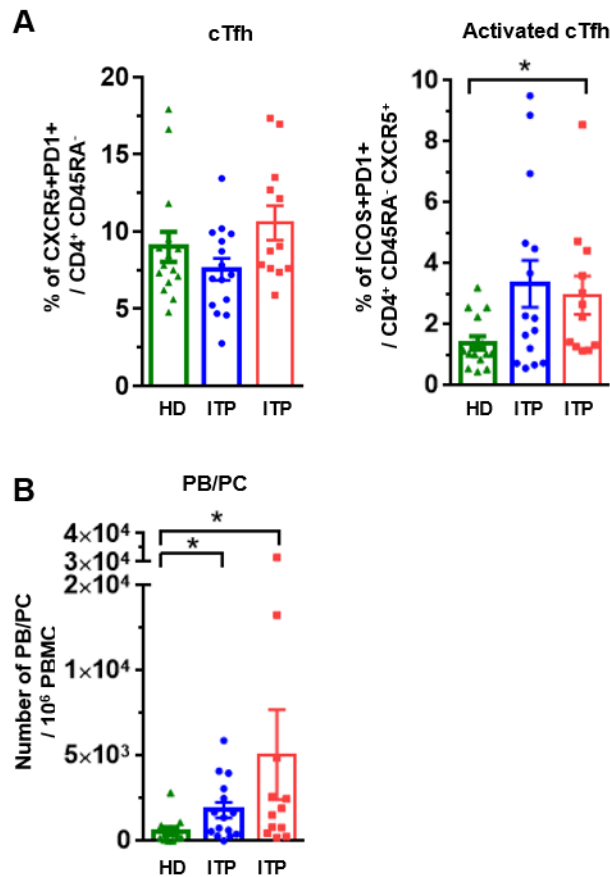 A
cTfh
% of CXCR5+PD1+
/ CD4⁺ CD45RA⁻
20
15
10
5
0
HD ITP ITP
Activated cTfh
*
% of ICOS+PD1+
/ CD4⁺ CD45RA⁻ CXCR5⁺
10
8
6
4
2
0
HD ITP ITP
B
PB/PC
*
*
Number of PB/PC
/ 10⁶ PBMC
4×10⁴
3×10⁴
2×10⁴
1×10⁴
5×10³
0
HD ITP ITP